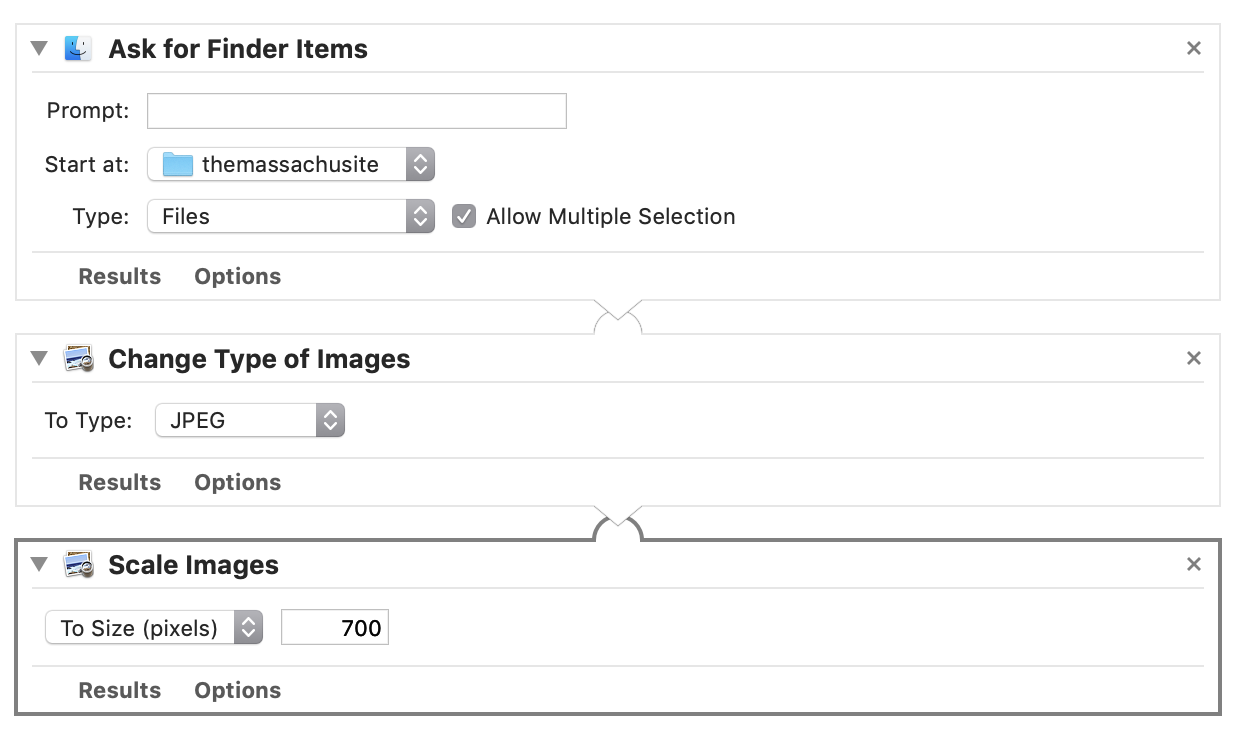 Ask for Finder Items
Prompt:
Start at: themassachusite
Type: Files Allow Multiple Selection
Results Options
Change Type of Images
To Type: JPEG
Results Options
Scale Images
To Size (pixels) 700
Results Options